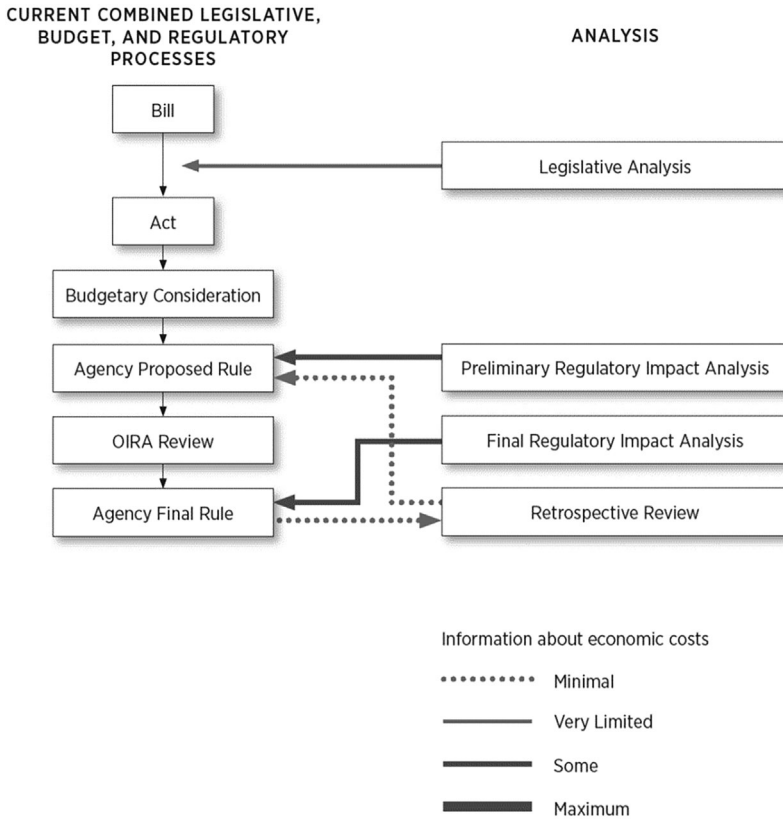 CURRENT COMBINED LEGISLATIVE,
BUDGET, AND REGULATORY
PROCESSES
ANALYSIS
Bill
Legislative Analysis
Act
Budgetary Consideration
Agency Proposed Rule
Preliminary Regulatory Impact Analysis
OIRA Review
Final Regulatory Impact Analysis
Agency Final Rule
Retrospective Review
Information about economic costs
Minimal
Very Limited
Some
Maximum